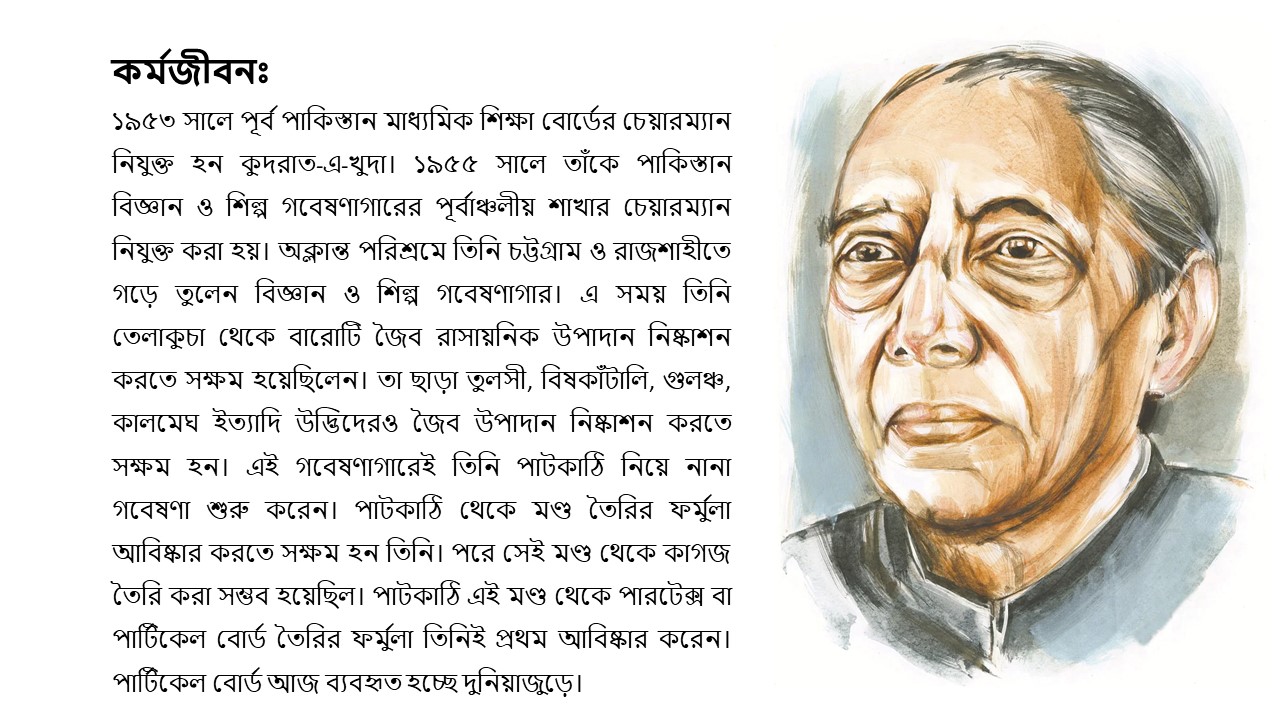 কর্মজীবনঃ
১৯৫৩ সালে পূর্ব পাকিস্তান মাধ্যমিক শিক্ষা বোর্ডের চেয়ারম্যান
নিযুক্ত হন কুদরাত-এ-খুদা। ১৯৫৫ সালে তাঁকে পাকিস্তান
বিজ্ঞান ও শিল্প গবেষণাগারের পূর্বাঞ্চলীয় শাখার চেয়ারম্যান
নিযুক্ত করা হয়। অক্লান্ত পরিশ্রমে তিনি চট্টগ্রাম ও রাজশাহীতে
গড়ে তুলেন বিজ্ঞান ও শিল্প গবেষণাগার। এ সময় তিনি
তেলাকুচা থেকে বারোটি জৈব রাসায়নিক উপাদান নিষ্কাশন
করতে সক্ষম হয়েছিলেন। তা ছাড়া তুলসী, বিষকাঁটালি, গুলঞ্চ,
কালমেঘ ইত্যাদি উদ্ভিদেরও জৈব উপাদান নিষ্কাশন করতে
সক্ষম হন। এই গবেষণাগারেই তিনি পাটকাঠি নিয়ে নানা
গবেষণা শুরু করেন। পাটকাঠি থেকে মণ্ড তৈরির ফর্মুলা
আবিষ্কার করতে সক্ষম হন তিনি। পরে সেই মণ্ড থেকে কাগজ
তৈরি করা সম্ভব হয়েছিল। পাটকাঠি এই মণ্ড থেকে পারটেক্স বা
পার্টিকেল বোর্ড তৈরির ফর্মুলা তিনিই প্রথম আবিষ্কার করেন।
পার্টিকেল বোর্ড আজ ব্যবহৃত হচ্ছে দুনিয়াজুড়ে।